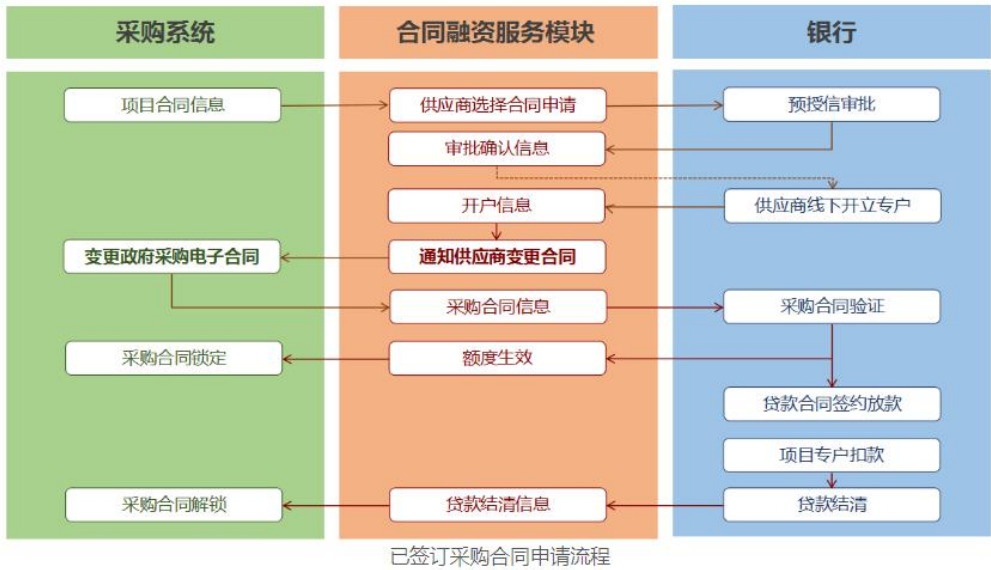 采购系统
合同融资服务模块
银行
项目合同信息
供应商选择合同申请
预授信审批
审批确认信息
开户信息
供应商线下开立专户
变更政府采购电子合同
通知供应商变更合同
采购合同信息
采购合同验证
采购合同锁定
额度生效
贷款合同签约放款
项目专户扣款
采购合同解锁
贷款结清信息
贷款结清
已签订采购合同申请流程